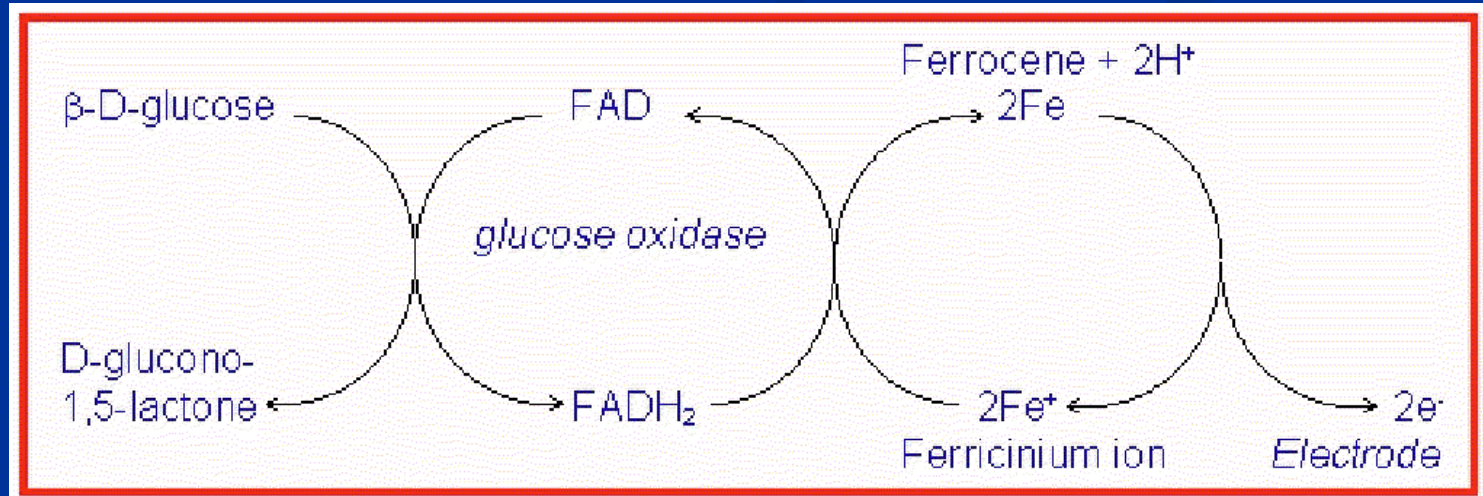 Ferrocene + 2H⁺
β-D-glucose FAD 2Fe
glucose oxidase
D-glucono-
1,5-lactone FADH₂ 2Fe⁺ 2e⁻
Ferricinium ion Electrode